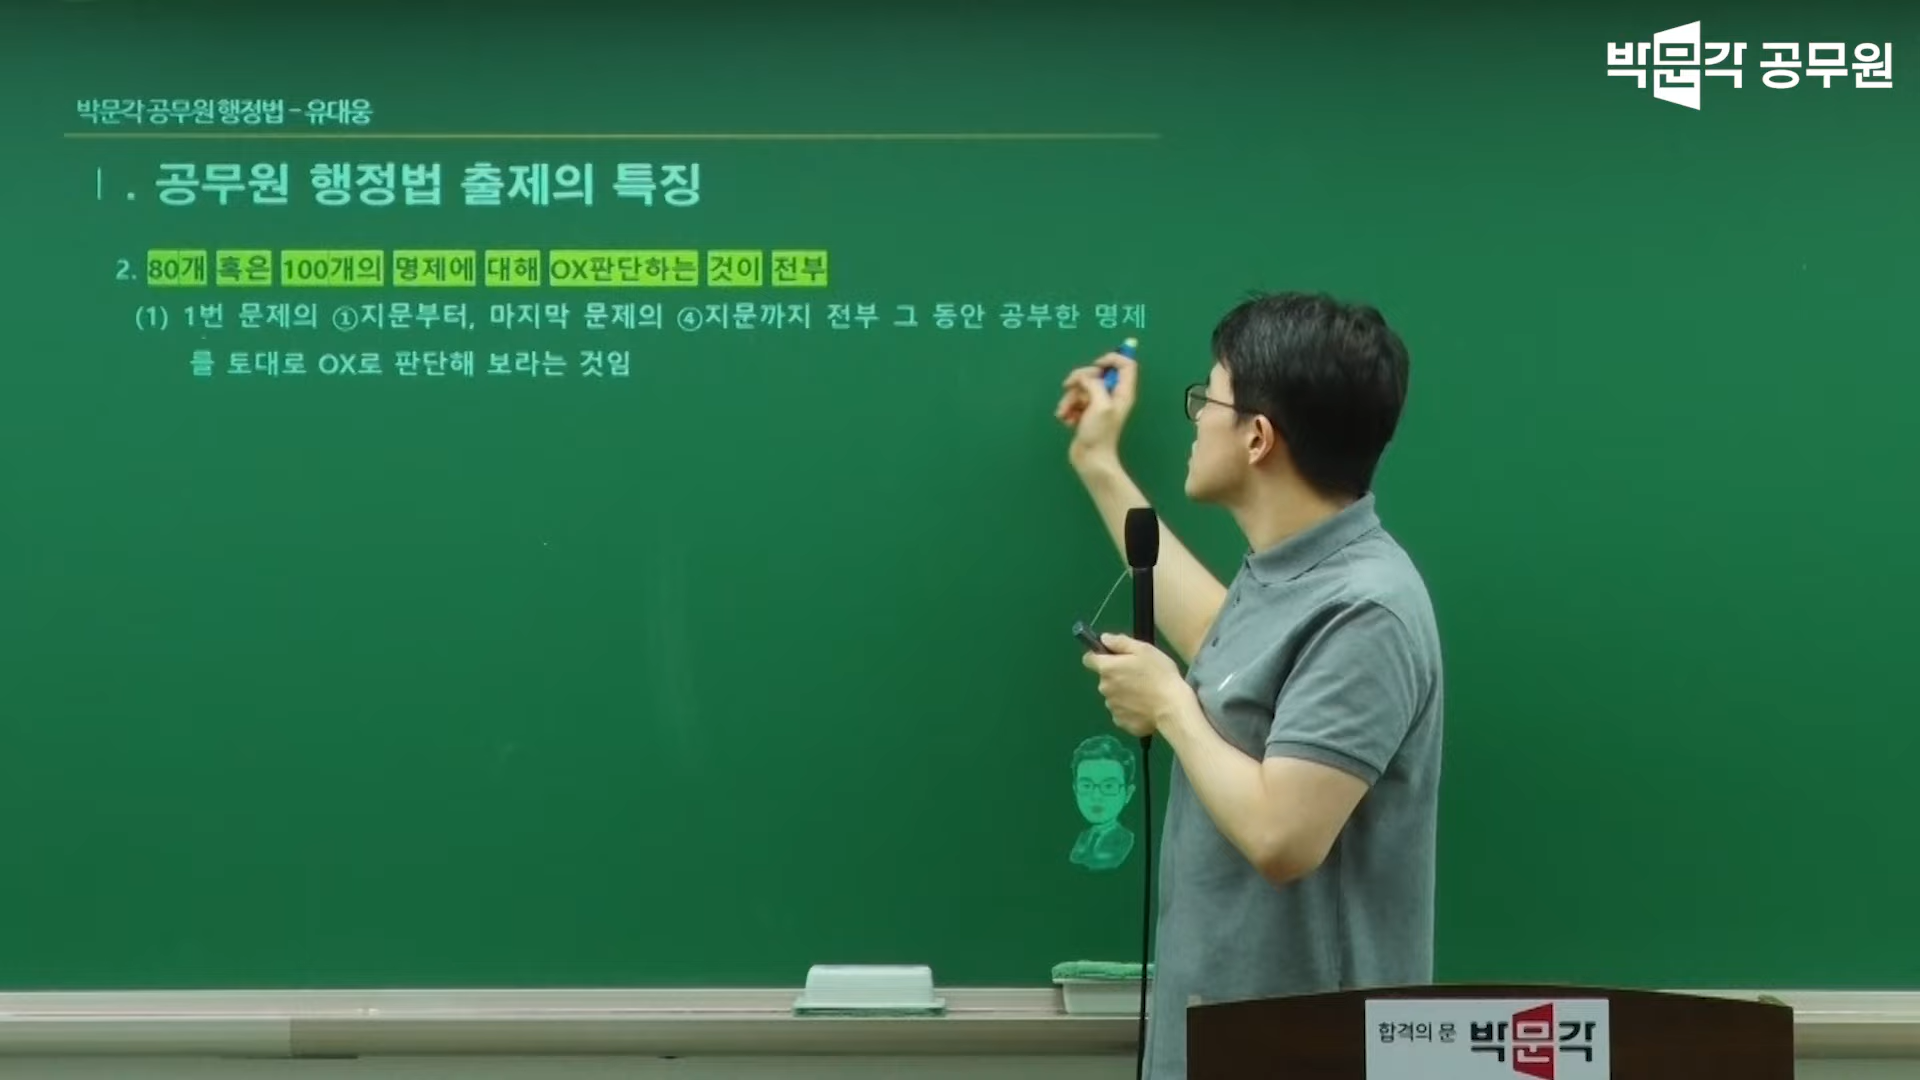 박문각 공무원
박문각 공무원 행정법 - 유대웅
Ⅰ. 공무원 행정법 출제의 특징
2. 80개 혹은 100개의 명제에 대해 OX판단하는 것이 전부
(1) 1번 문제의 ①지문부터, 마지막 문제의 ④지문까지 전부 그 동안 공부한 명제
를 토대로 OX로 판단해 보라는 것임
합격의 문 박문각